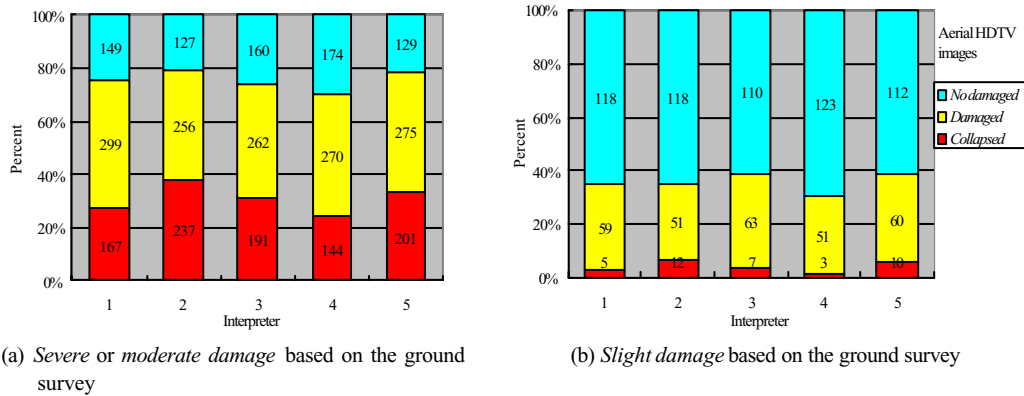 100%
80%
60%
40%
20%
0%
Percent
149 127 160 174 129
299 256 262 270 275
167 237 191 144 201
1 2 3 4 5
Interpreter
(a) Severe or moderate damage based on the ground
survey
100%
80%
60%
40%
20%
0%
Percent
118 118 110 123 112
59 51 63 51 60
5 12 7 3 10
1 2 3 4 5
Interpreter
Aerial HDTV
images
No damaged
Damaged
Collapsed
(b) Slight damage based on the ground survey